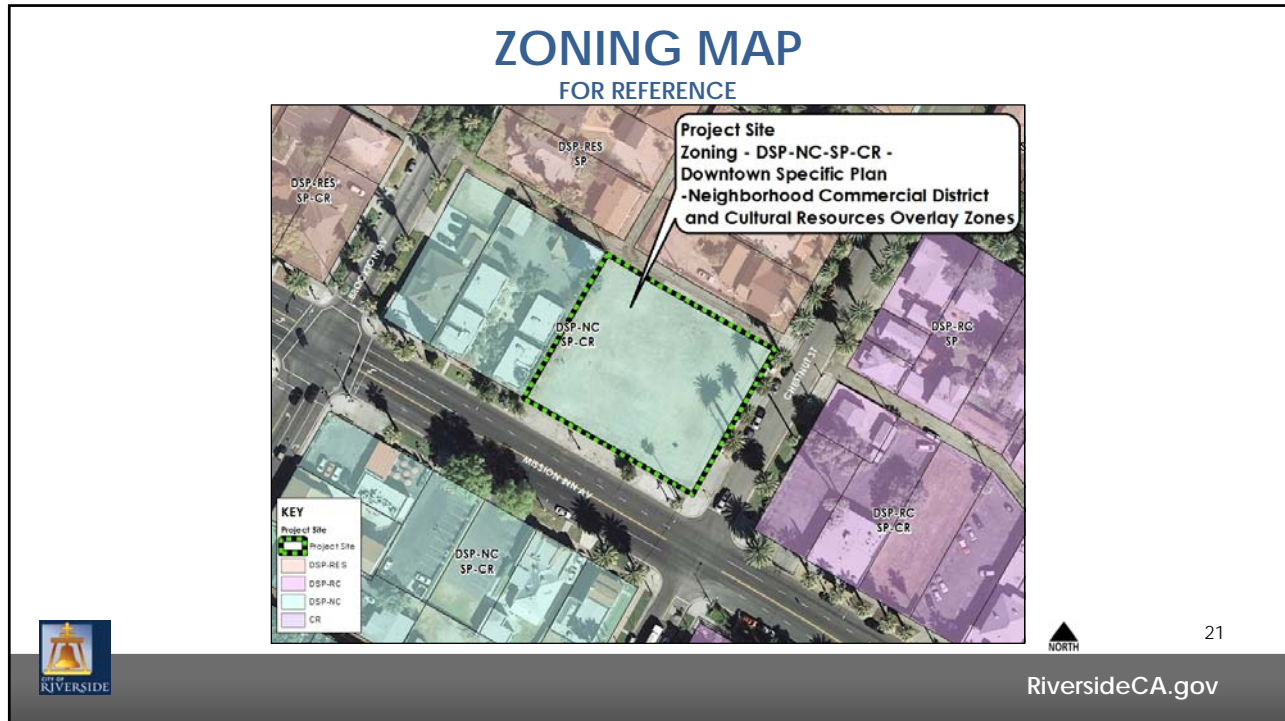 ZONING MAP
FOR REFERENCE
Project Site
Zoning - DSP-NC-SP-CR -
Downtown Specific Plan
-Neighborhood Commercial District
and Cultural Resources Overlay Zones
DSP-RES
SP
DSP-RES
SP-CR
BROCKTON AV
DSP-NC
SP-CR
CHESTNUT ST
DSP-RC
SP
MISSION INN AV
DSP-RC
SP-CR
DSP-NC
SP-CR
KEY
Project Site
Project Site
DSP-RES
DSP-RC
DSP-NC
CR
NORTH
21
CITY OF
RIVERSIDE
RiversideCA.gov